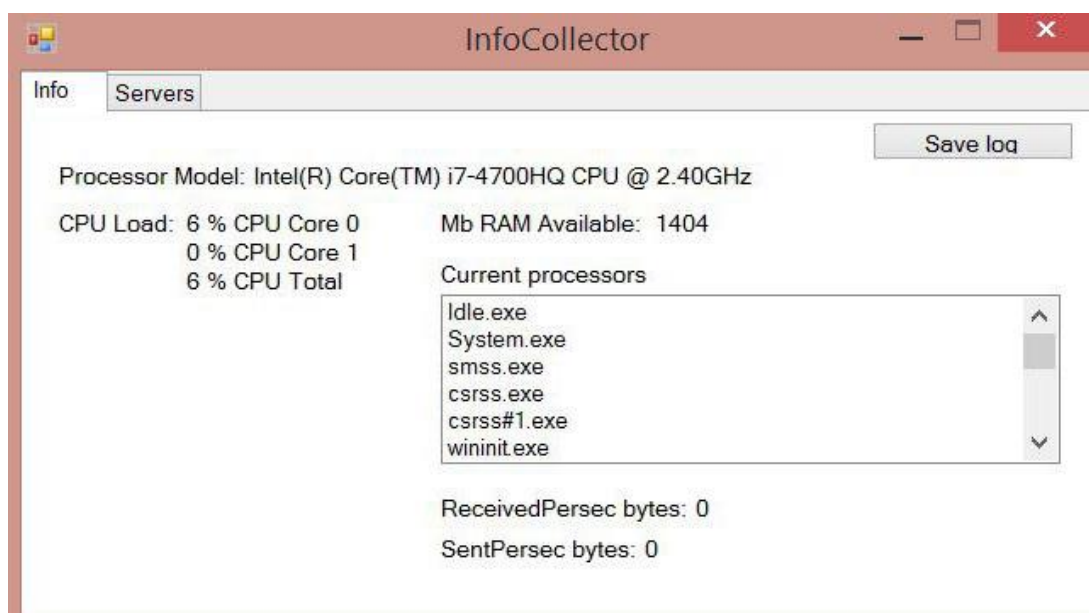 InfoCollector
Info Servers
Save log
Processor Model: Intel(R) Core(TM) i7-4700HQ CPU @ 2.40GHz
CPU Load: 6 % CPU Core 0
0 % CPU Core 1
6 % CPU Total
Mb RAM Available: 1404
Current processors
Idle.exe
System.exe
smss.exe
csrss.exe
csrss#1.exe
wininit.exe
ReceivedPersec bytes: 0
SentPersec bytes: 0